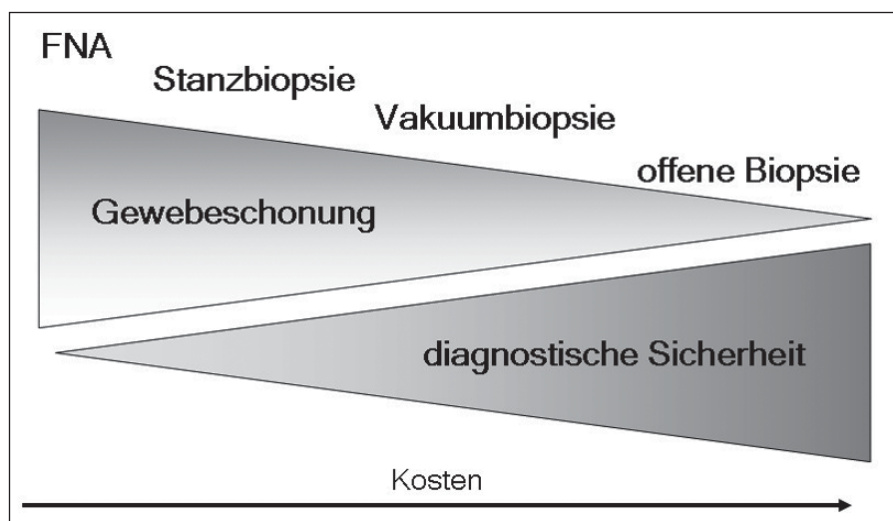 FNA
Stanzbiopsie
Vakuumbiopsie
offene Biopsie
Gewebeschonung
diagnostische Sicherheit
Kosten